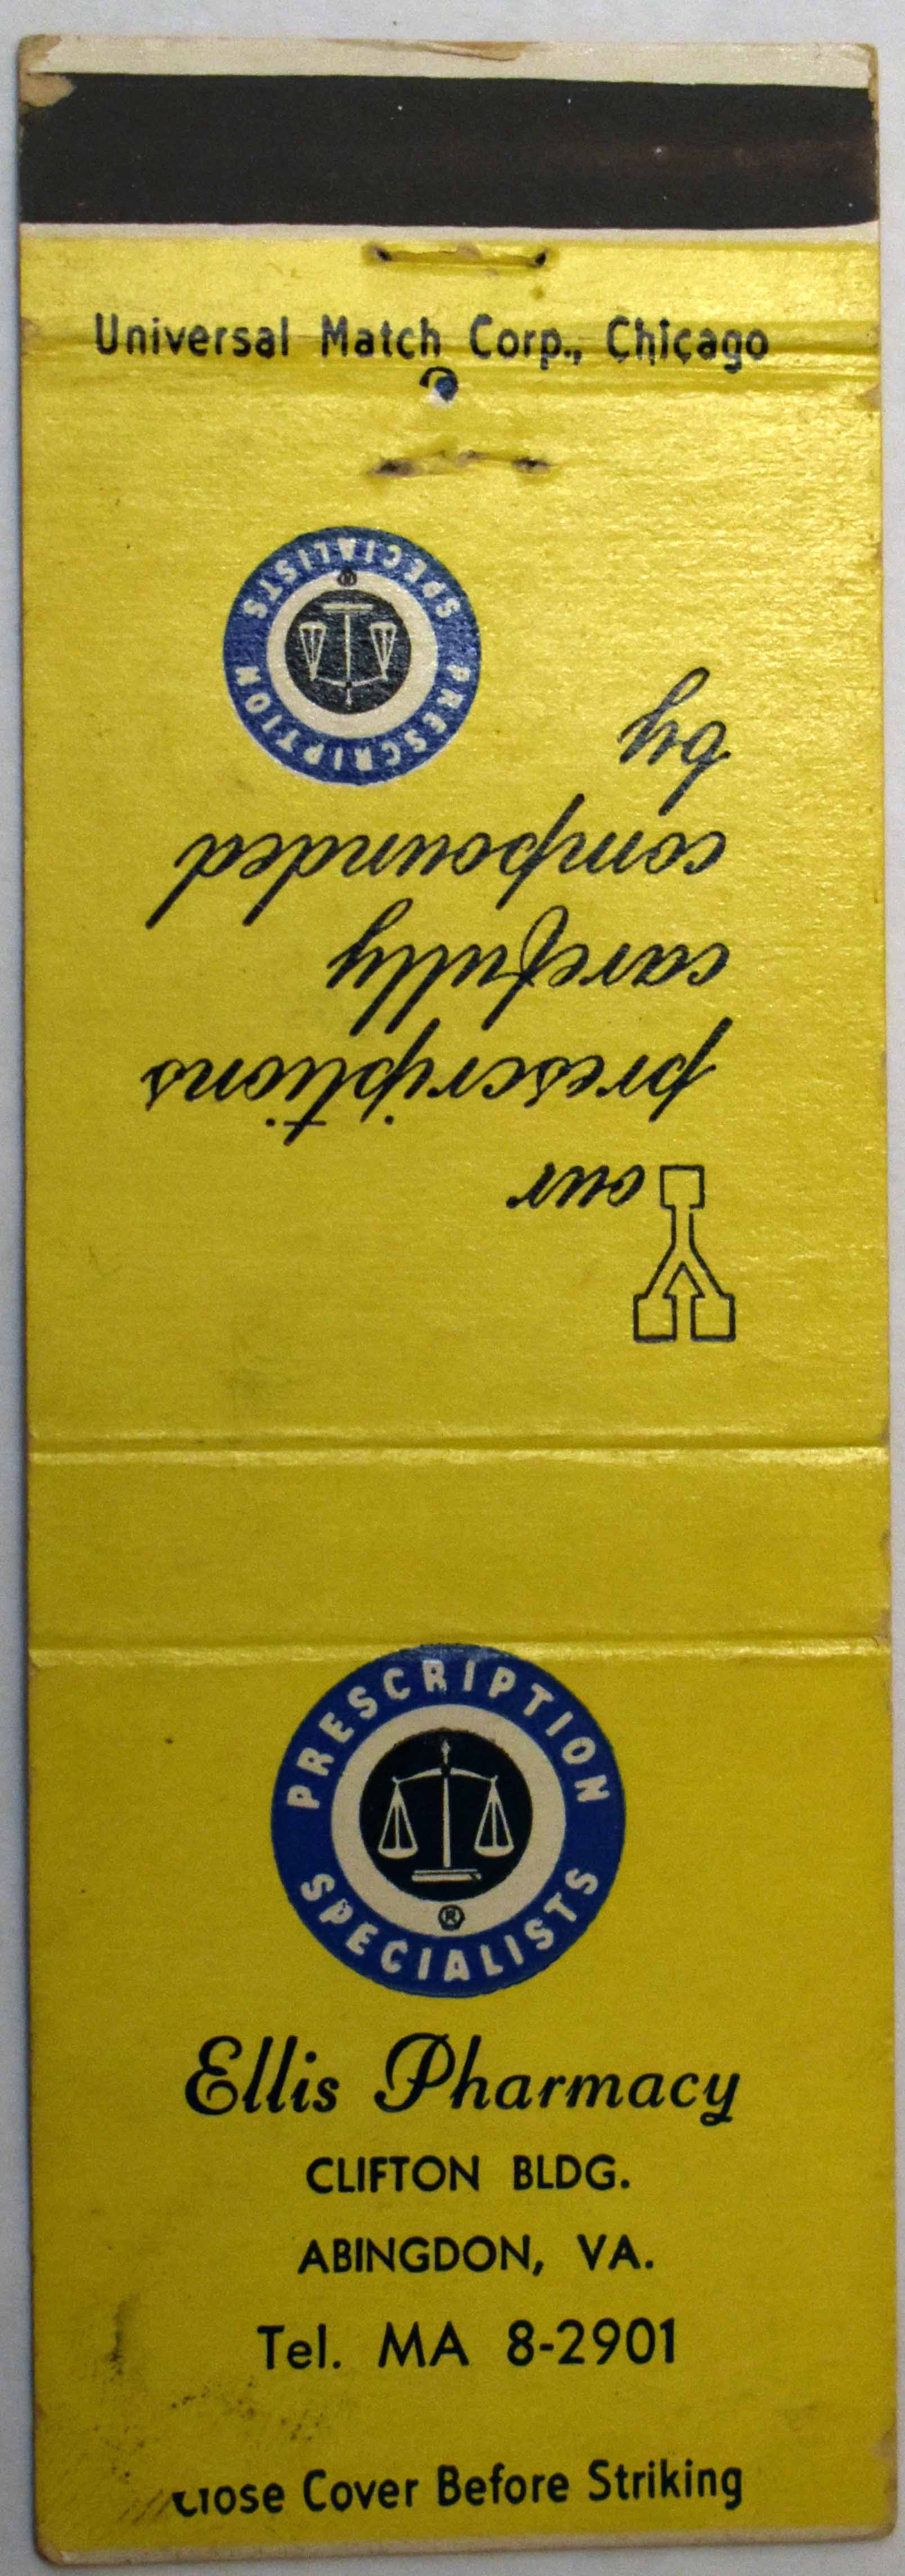 Universal Match Corp., Chicago
Your
prescriptions
carefully
compounded
by
PRESCRIPTION
SPECIALISTS
®
PRESCRIPTION
SPECIALISTS
®
Ellis Pharmacy
CLIFTON BLDG.
ABINGDON, VA.
Tel. MA 8-2901
Close Cover Before Striking